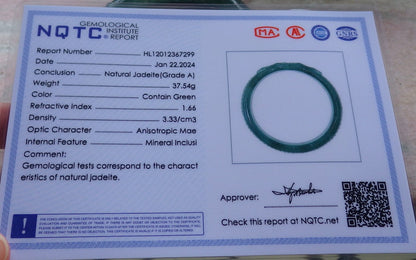 NQTC GEMOLOGICAL INSTITUTE REPORT
MA
GNRS
Report Number HL12012367299
Date Jan 22,2024
Conclusion Natural Jadeite(Grade A)
Weight 37.54g
Color Contain Green
Refractive index 1.66
Density 3.33/cm3
Optic Character Anisotropic Mae
Internal Feature Mineral Inclusi
Comment:
Gemological tests correspond to the charact
eristics of natural jadeite.
Approver:
Check this report at NQTC.net